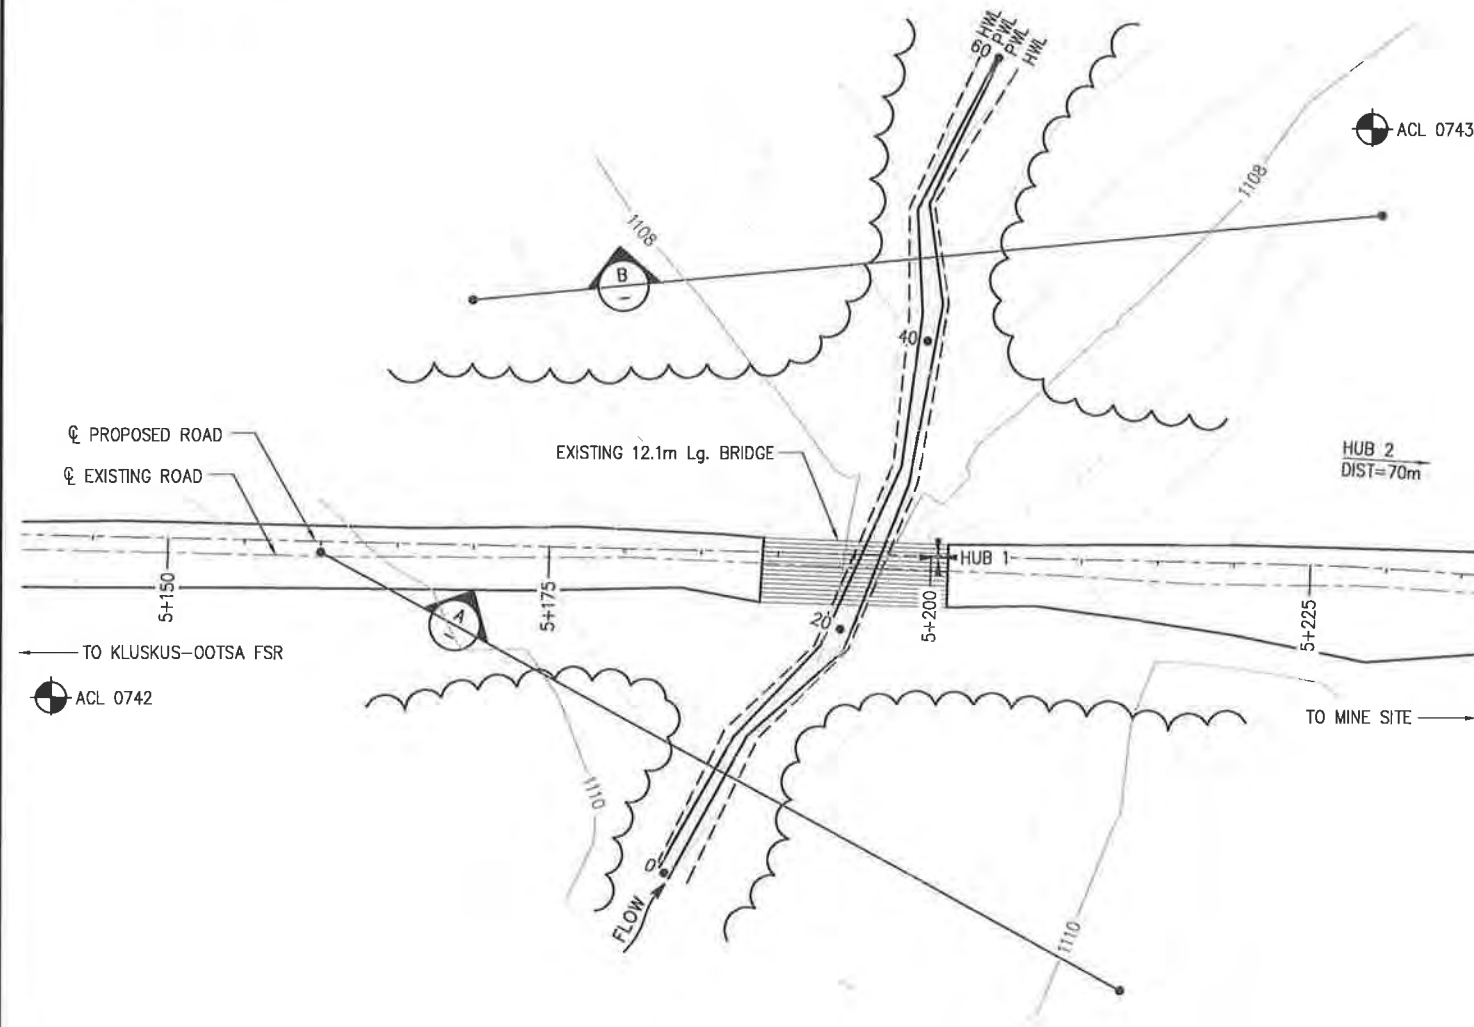 HWL
PWL
PWL
HWL
60
ACL 0743
1108
1108
B
–
40
℄ PROPOSED ROAD
EXISTING 12.1m Lg. BRIDGE
℄ EXISTING ROAD
HUB 2
DIST=70m
HUB 1
5+150
5+175
5+200
5+225
A
–
20
TO KLUSKUS-OOTSA FSR
ACL 0742
TO MINE SITE
1110
0
FLOW
1110